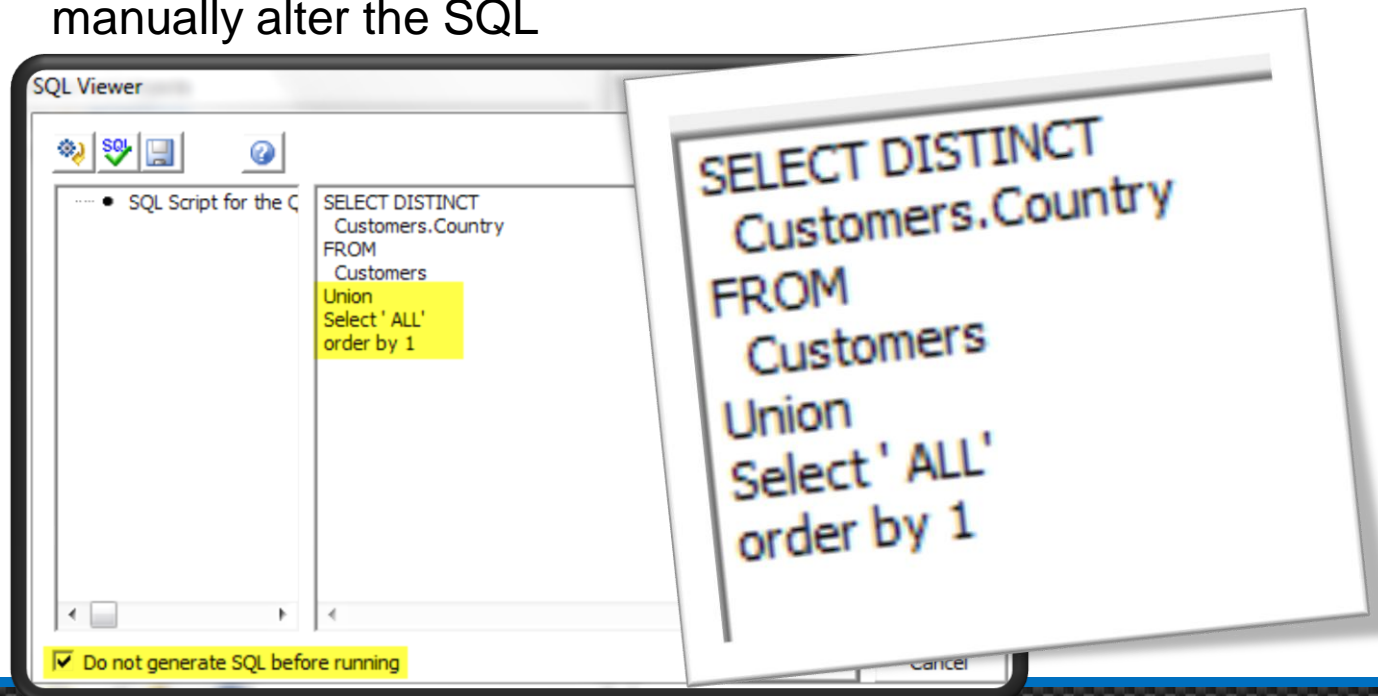 manually alter the SQL
SQL Viewer
SQL
SQL Script for the Q
SELECT DISTINCT
Customers.Country
FROM
Customers
Union
Select ' ALL'
order by 1
Do not generate SQL before running
Cancel
SELECT DISTINCT
Customers.Country
FROM
Customers
Union
Select ' ALL'
order by 1